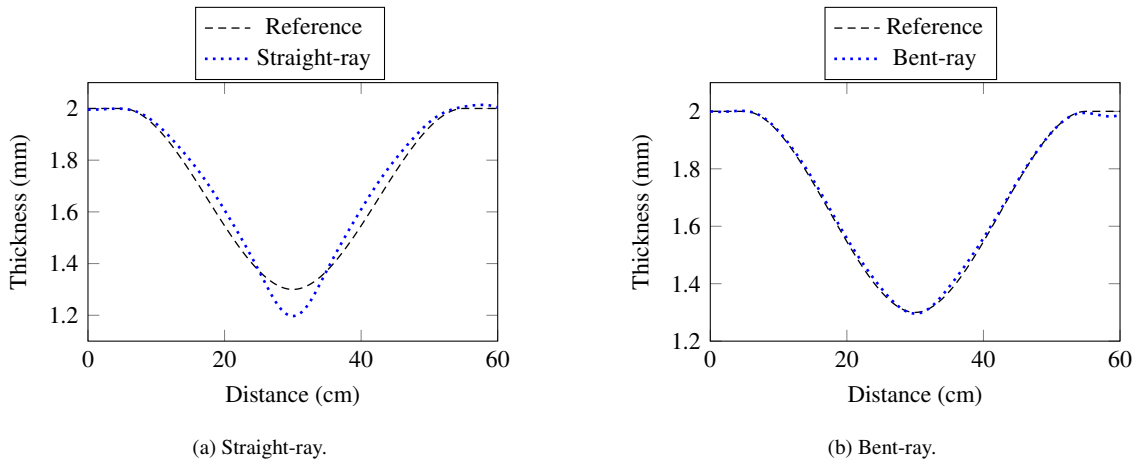 Reference
Straight-ray
2
1.8
1.6
1.4
1.2
0
20
40
60
Thickness (mm)
Distance (cm)
(a) Straight-ray.
Reference
Bent-ray
2
1.8
1.6
1.4
1.2
0
20
40
60
Thickness (mm)
Distance (cm)
(b) Bent-ray.